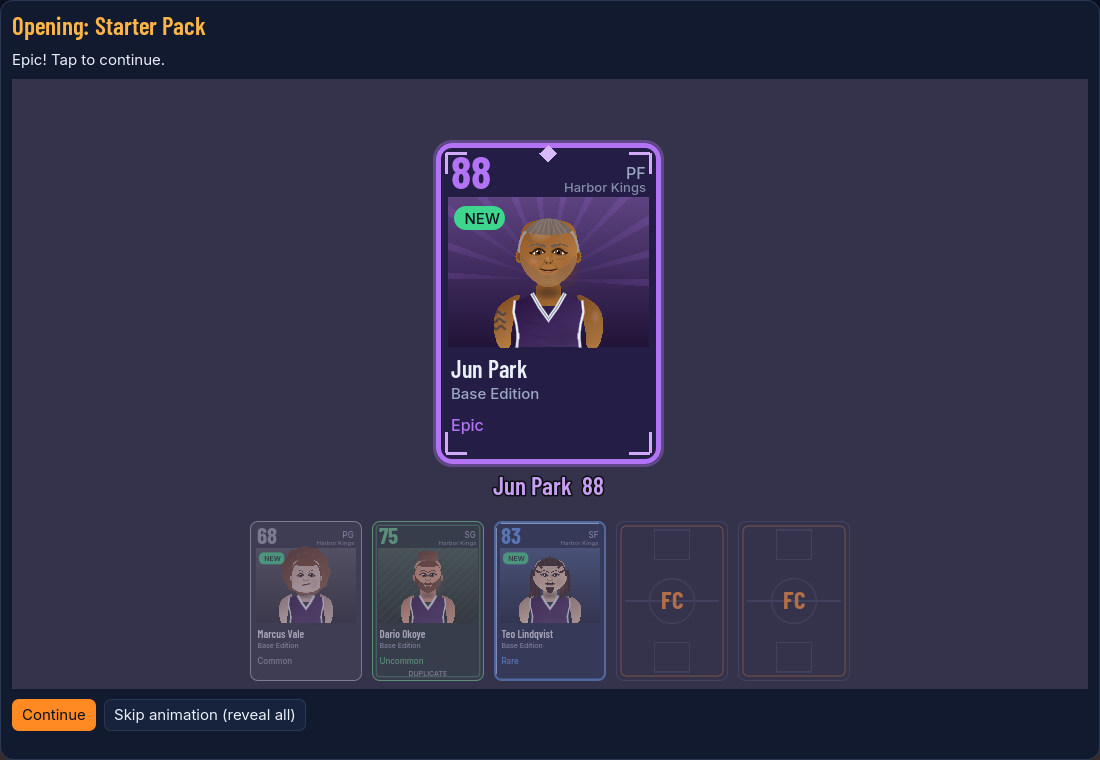 Opening: Starter Pack
Epic! Tap to continue.
88
PF
Harbor Kings
NEW
Jun Park
Base Edition
Epic
Jun Park 88
68
PG
Harbor Kings
NEW
Marcus Vale
Base Edition
Common
75
SG
Harbor Kings
Dario Okoye
Base Edition
Uncommon
DUPLICATE
83
SF
Harbor Kings
NEW
Teo Lindqvist
Base Edition
Rare
FC
FC
Continue
Skip animation (reveal all)